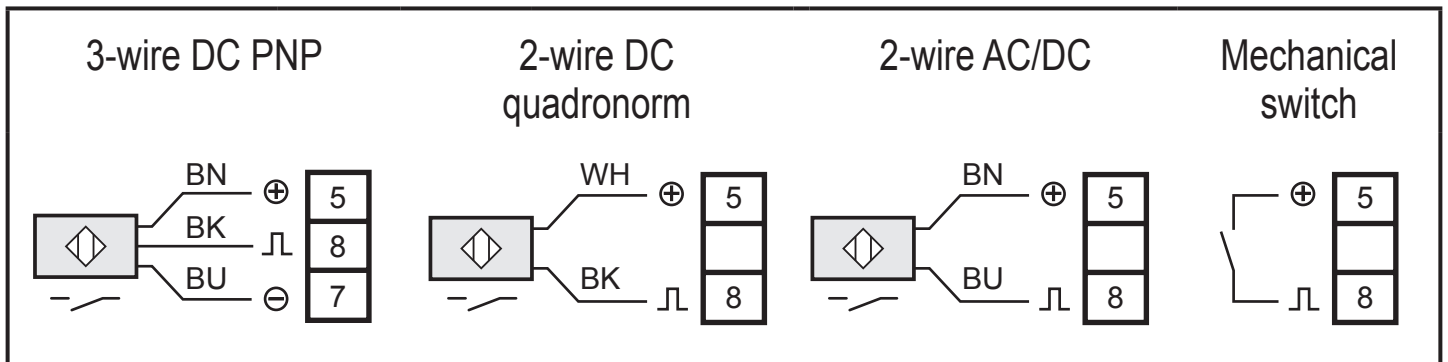 3-wire DC PNP
2-wire DC
quadronorm
2-wire AC/DC
Mechanical
switch
BN
5
BK
8
BU
7
WH
5
BK
8
BN
5
BU
8
5
8